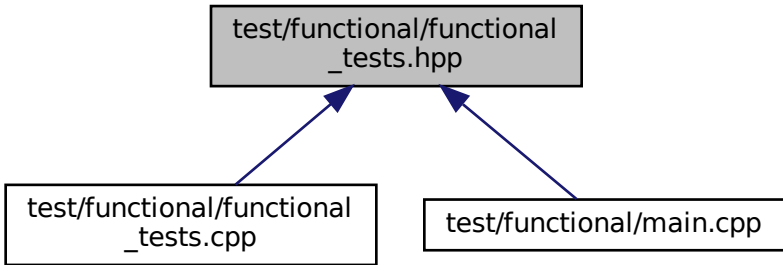 test/functional/functional
_tests.hpp
test/functional/functional
_tests.cpp
test/functional/main.cpp